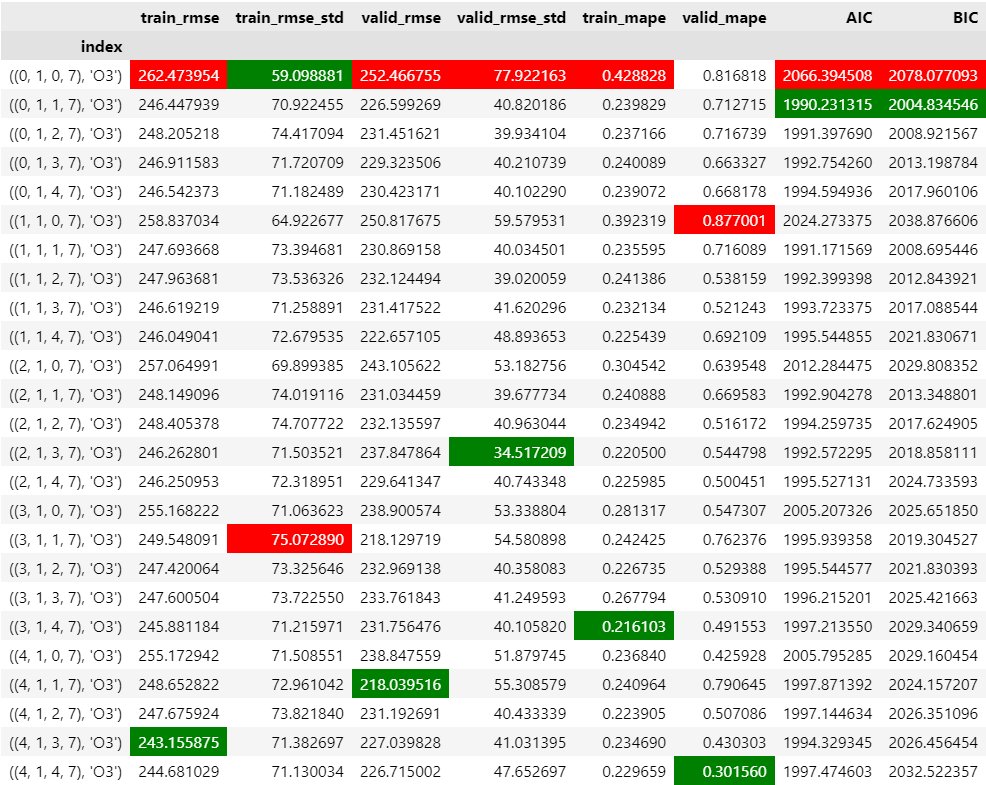 train_rmse train_rmse_std valid_rmse valid_rmse_std train_mape valid_mape AIC BIC
index
((0, 1, 0, 7), 'O3') 262.473954 59.098881 252.466755 77.922163 0.428828 0.816818 2066.394508 2078.077093
((0, 1, 1, 7), 'O3') 246.447939 70.922455 226.599269 40.820186 0.239829 0.712715 1990.231315 2004.834546
((0, 1, 2, 7), 'O3') 248.205218 74.417094 231.451621 39.934104 0.237166 0.716739 1991.397690 2008.921567
((0, 1, 3, 7), 'O3') 246.911583 71.720709 229.323506 40.210739 0.240089 0.663327 1992.754260 2013.198784
((0, 1, 4, 7), 'O3') 246.542373 71.182489 230.423171 40.102290 0.239072 0.668178 1994.594936 2017.960106
((1, 1, 0, 7), 'O3') 258.837034 64.922677 250.817675 59.579531 0.392319 0.877001 2024.273375 2038.876606
((1, 1, 1, 7), 'O3') 247.693668 73.394681 230.869158 40.034501 0.235595 0.716089 1991.171569 2008.695446
((1, 1, 2, 7), 'O3') 247.963681 73.536326 232.124494 39.020059 0.241386 0.538159 1992.399398 2012.843921
((1, 1, 3, 7), 'O3') 246.619219 71.258891 231.417522 41.620296 0.232134 0.521243 1993.723375 2017.088544
((1, 1, 4, 7), 'O3') 246.049041 72.679535 222.657105 48.893653 0.225439 0.692109 1995.544855 2021.830671
((2, 1, 0, 7), 'O3') 257.064991 69.899385 243.105622 53.182756 0.304542 0.639548 2012.284475 2029.808352
((2, 1, 1, 7), 'O3') 248.149096 74.019116 231.034459 39.677734 0.240888 0.669583 1992.904278 2013.348801
((2, 1, 2, 7), 'O3') 248.405378 74.707722 232.135597 40.963044 0.234942 0.516172 1994.259735 2017.624905
((2, 1, 3, 7), 'O3') 246.262801 71.503521 237.847864 34.517209 0.220500 0.544798 1992.572295 2018.858111
((2, 1, 4, 7), 'O3') 246.250953 72.318951 229.641347 40.743348 0.225985 0.500451 1995.527131 2024.733593
((3, 1, 0, 7), 'O3') 255.168222 71.063623 238.900574 53.338804 0.281317 0.547307 2005.207326 2025.651850
((3, 1, 1, 7), 'O3') 249.548091 75.072890 218.129719 54.580898 0.242425 0.762376 1995.939358 2019.304527
((3, 1, 2, 7), 'O3') 247.420064 73.325646 232.969138 40.358083 0.226735 0.529388 1995.544577 2021.830393
((3, 1, 3, 7), 'O3') 247.600504 73.722550 233.761843 41.249593 0.267794 0.530910 1996.215201 2025.421663
((3, 1, 4, 7), 'O3') 245.881184 71.215971 231.756476 40.105820 0.216103 0.491553 1997.213550 2029.340659
((4, 1, 0, 7), 'O3') 255.172942 71.508551 238.847559 51.879745 0.236840 0.425928 2005.795285 2029.160454
((4, 1, 1, 7), 'O3') 248.652822 72.961042 218.039516 55.308579 0.240964 0.790645 1997.871392 2024.157207
((4, 1, 2, 7), 'O3') 247.675924 73.821840 231.192691 40.433339 0.223905 0.507086 1997.144634 2026.351096
((4, 1, 3, 7), 'O3') 243.155875 71.382697 227.039828 41.031395 0.234690 0.430303 1994.329345 2026.456454
((4, 1, 4, 7), 'O3') 244.681029 71.130034 226.715002 47.652697 0.229659 0.301560 1997.474603 2032.522357